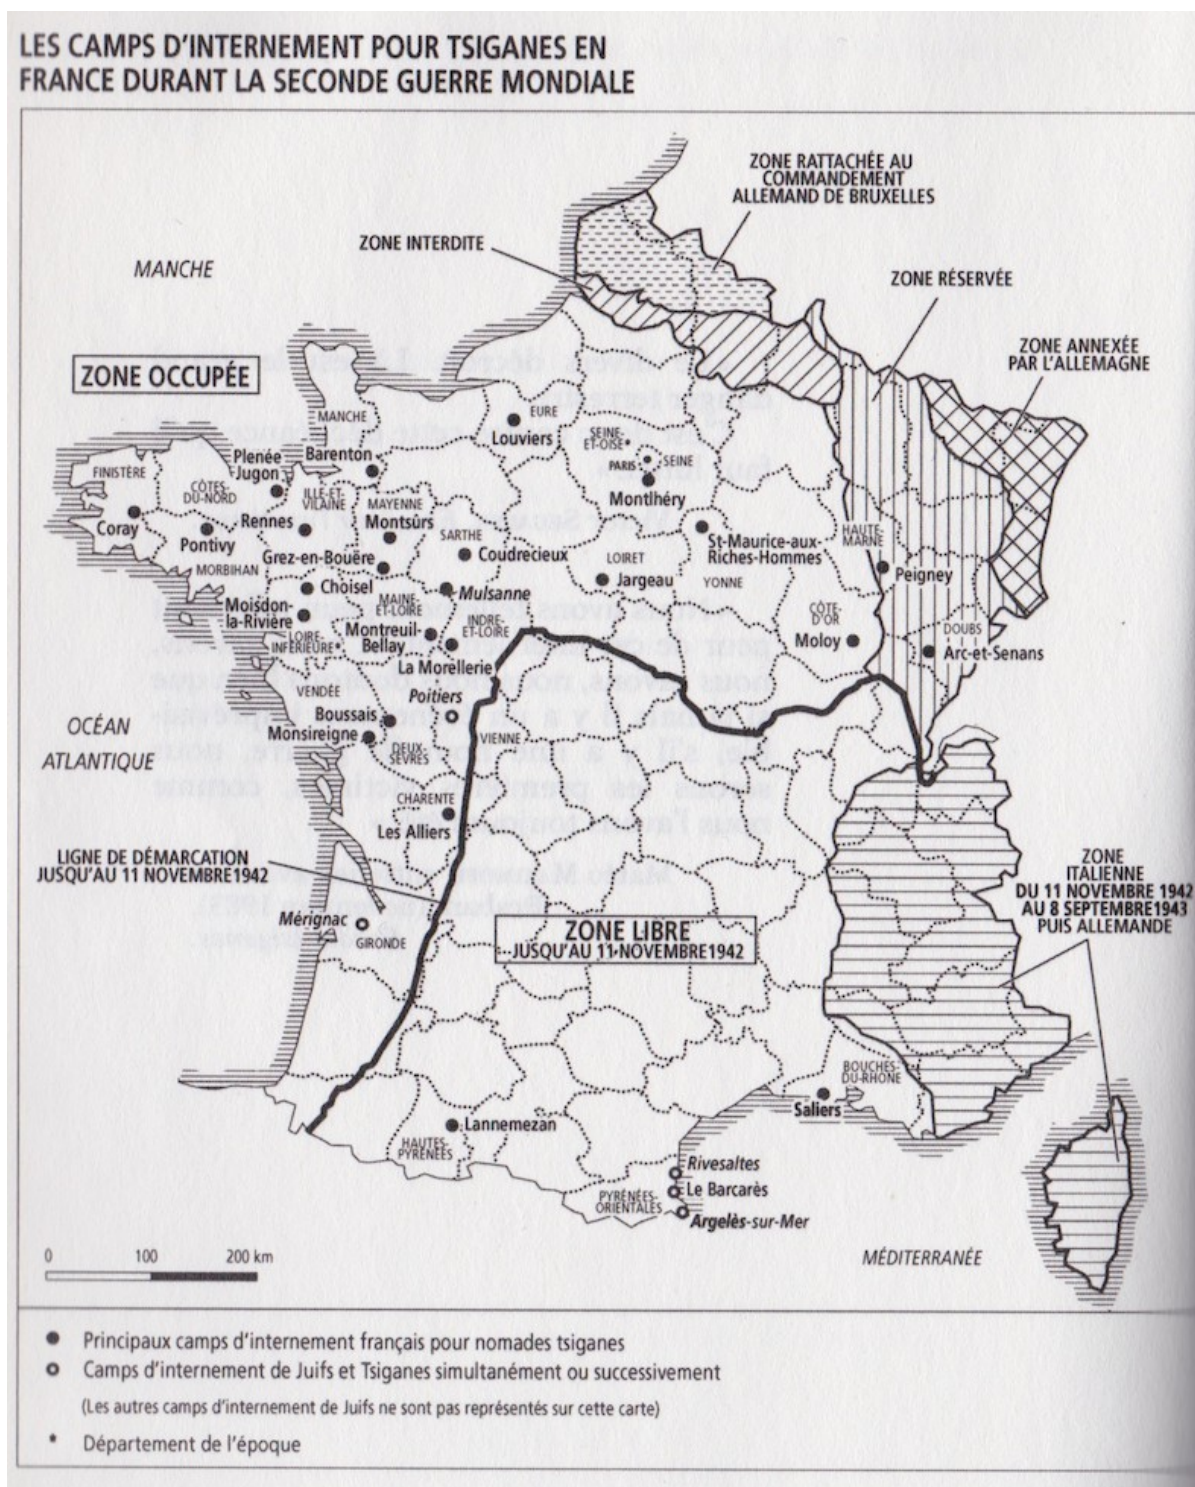 LES CAMPS D'INTERNEMENT POUR TSIGANES EN
FRANCE DURANT LA SECONDE GUERRE MONDIALE
ZONE RATTACHÉE AU
COMMANDEMENT
ALLEMAND DE BRUXELLES
ZONE INTERDITE
MANCHE
ZONE RÉSERVÉE
ZONE ANNEXÉE
PAR L'ALLEMAGNE
ZONE OCCUPÉE
MANCHE
Barenton
EURE
Louviers
SEINE-
ET-OISE
PARIS
SEINE
Montlhéry
FINISTÈRE
Coray
CÔTES-
DU-NORD
Plenée
Jugon
Pontivy
MORBIHAN
ILLE-ET-
VILAINE
Rennes
MAYENNE
Montsûrs
Grez-en-Bouëre
SARTHE
Coudrecieux
LOIRET
Jargeau
St-Maurice-aux-
Riches-Hommes
YONNE
HAUTE-
MARNE
Peigney
Choisel
Moisdon-
la-Rivière
MAINE-
ET-LOIRE
Mulsanne
LOIRE-
INFÉRIEURE*
Montreuil-
Bellay
INDRE-
ET-LOIRE
La Morellerie
CÔTE-
D'OR
Moloy
DOUBS
Arc-et-Senans
VENDÉE
Poitiers
Boussais
Monsireigne
VIENNE
DEUX-
SÈVRES
OCÉAN
ATLANTIQUE
CHARENTE
Les Alliers
LIGNE DE DÉMARCATION
JUSQU'AU 11 NOVEMBRE 1942
Mérignac
GIRONDE
ZONE LIBRE
JUSQU'AU 11 NOVEMBRE 1942
ZONE
ITALIENNE
DU 11 NOVEMBRE 1942
AU 8 SEPTEMBRE 1943
PUIS ALLEMANDE
BOUCHES-
DU-RHÔNE
Saliers
Lannemezan
HAUTES-
PYRÉNÉES
PYRÉNÉES-
ORIENTALES
Rivesaltes
Le Barcarès
Argelès-sur-Mer
MÉDITERRANÉE
0 100 200 km
Principaux camps d'internement français pour nomades tsiganes
Camps d'internement de Juifs et Tsiganes simultanément ou successivement
(Les autres camps d'internement de Juifs ne sont pas représentés sur cette carte)
* Département de l'époque